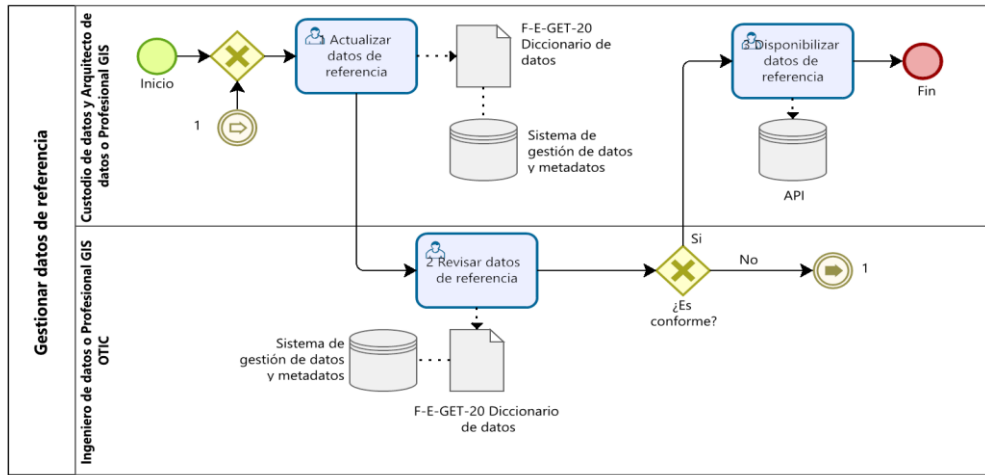 Gestionar datos de referencia
Custodio de datos y Arquitecto de
datos o Profesional GIS
Inicio
1
Actualizar
datos de
referencia
F-E-GET-20
Diccionario de
datos
Sistema de
gestión de datos
y metadatos
Disponibilizar
datos de
referencia
API
Fin
Ingeniero de datos o Profesional GIS
OTIC
2 Revisar datos
de referencia
Sistema de
gestión de datos
y metadatos
F-E-GET-20 Diccionario
de datos
Si
No
¿Es
conforme?
1